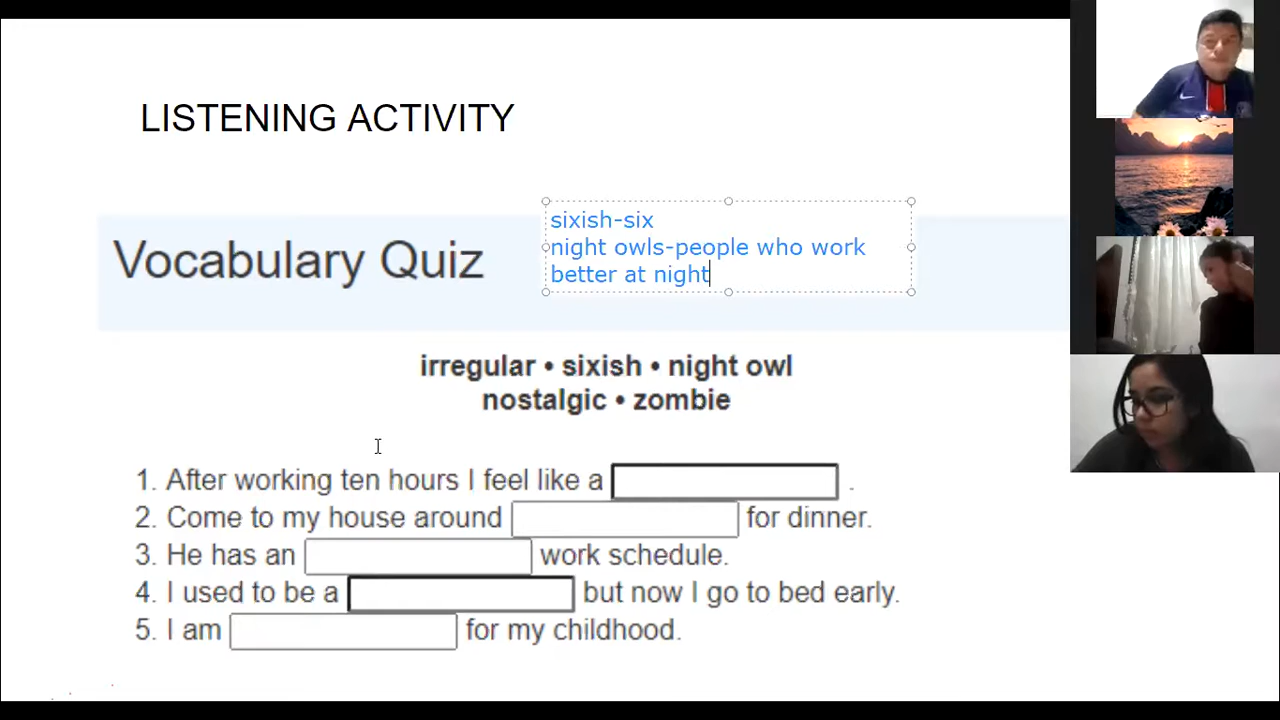 LISTENING ACTIVITY
Vocabulary Quiz
sixish-six
night owls-people who work
better at night
irregular • sixish • night owl
nostalgic • zombie
1. After working ten hours I feel like a .
2. Come to my house around for dinner.
3. He has an work schedule.
4. I used to be a but now I go to bed early.
5. I am for my childhood.